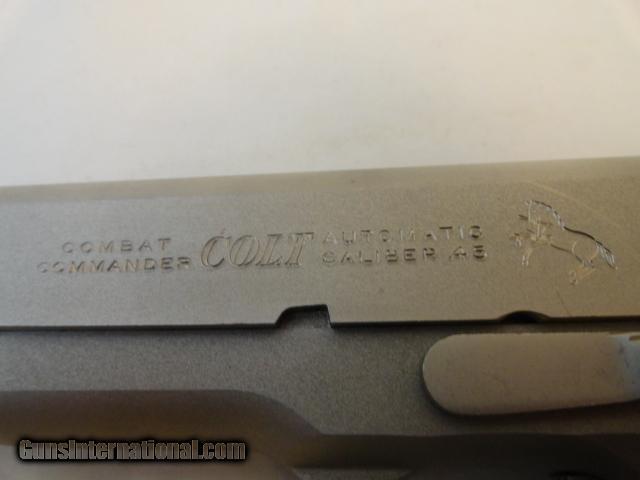 COMBAT
COMMANDER
COLT
AUTOMATIC
CALIBER .45
GunsInternational.com